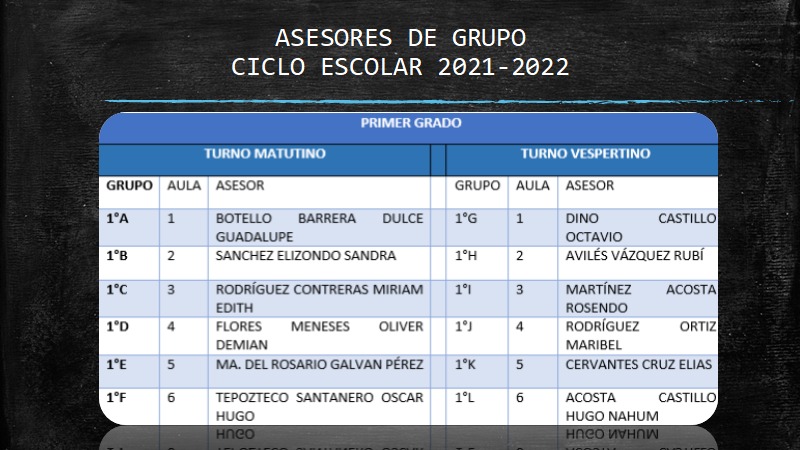 ASESORES DE GRUPO
CICLO ESCOLAR 2021-2022
PRIMER GRADO
TURNO MATUTINO TURNO VESPERTINO
GRUPO AULA ASESOR GRUPO AULA ASESOR
1°A 1 BOTELLO BARRERA DULCE 1°G 1 DINO CASTILLO
GUADALUPE OCTAVIO
1°B 2 SANCHEZ ELIZONDO SANDRA 1°H 2 AVILÉS VÁZQUEZ RUBÍ
1°C 3 RODRÍGUEZ CONTRERAS MIRIAM 1°I 3 MARTÍNEZ ACOSTA
EDITH ROSENDO
1°D 4 FLORES MENESES OLIVER 1°J 4 RODRÍGUEZ ORTIZ
DEMIAN MARIBEL
1°E 5 MA. DEL ROSARIO GALVAN PÉREZ 1°K 5 CERVANTES CRUZ ELIAS
1°F 6 TEPOZTECO SANTANERO OSCAR 1°L 6 ACOSTA CASTILLO
HUGO HUGO NAHUM